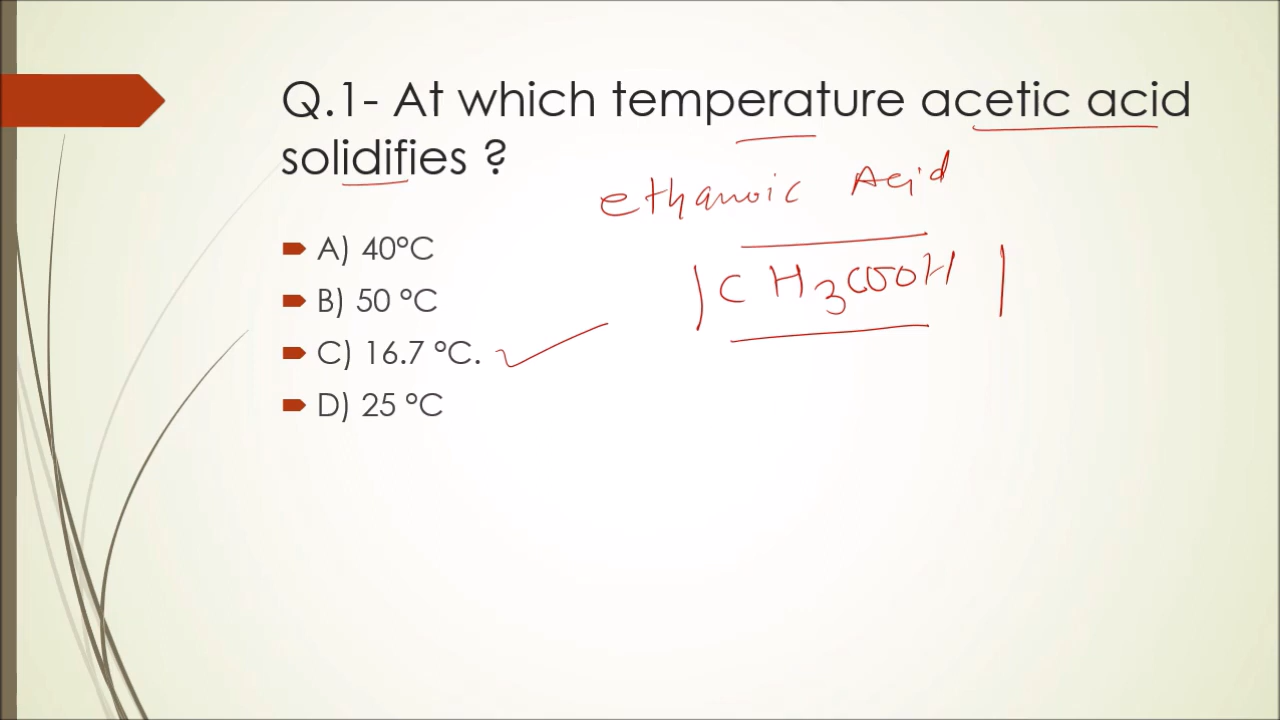 Q.1- At which temperature acetic acid
solidifies ?
ethanoic Acid
A) 40°C
CH3COOH
B) 50 °C
C) 16.7 °C.
D) 25 °C